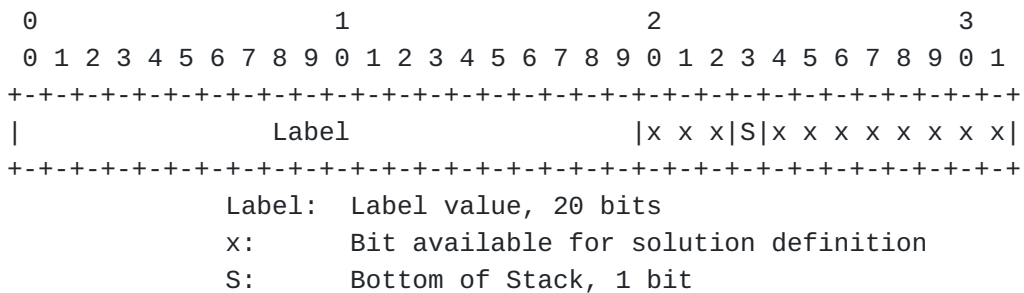 0                   1                   2                   3
 0 1 2 3 4 5 6 7 8 9 0 1 2 3 4 5 6 7 8 9 0 1 2 3 4 5 6 7 8 9 0 1
+-+-+-+-+-+-+-+-+-+-+-+-+-+-+-+-+-+-+-+-+-+-+-+-+-+-+-+-+-+-+-+-+
|                Label                  |x x x|S|x x x x x x x x|
+-+-+-+-+-+-+-+-+-+-+-+-+-+-+-+-+-+-+-+-+-+-+-+-+-+-+-+-+-+-+-+-+
              Label:  Label value, 20 bits
              x:      Bit available for solution definition
              S:      Bottom of Stack, 1 bit